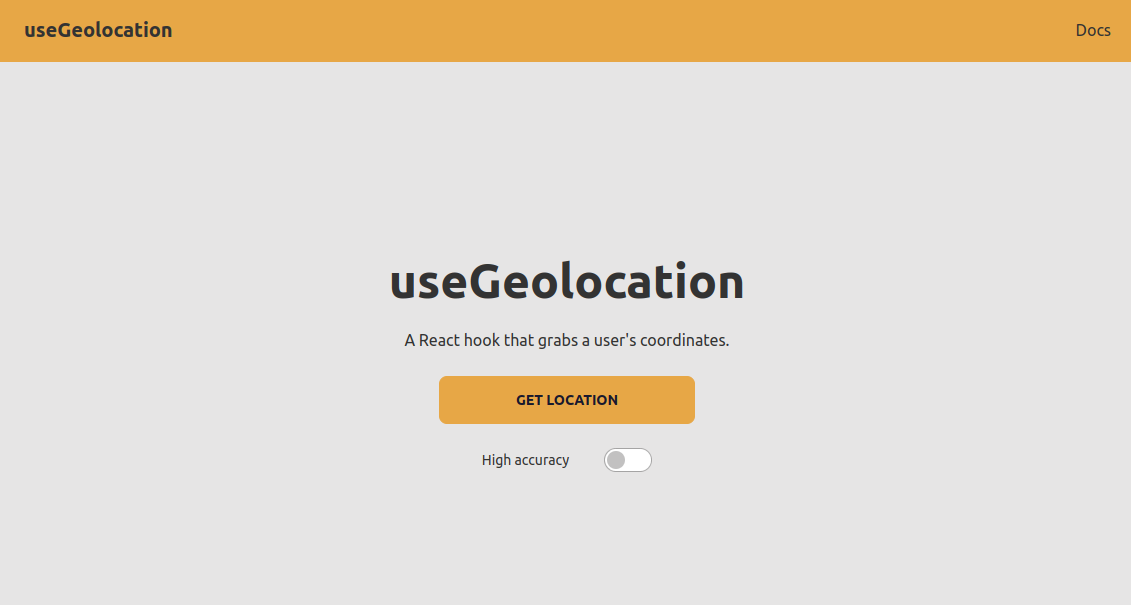 useGeolocation
Docs
useGeolocation
A React hook that grabs a user's coordinates.
GET LOCATION
High accuracy